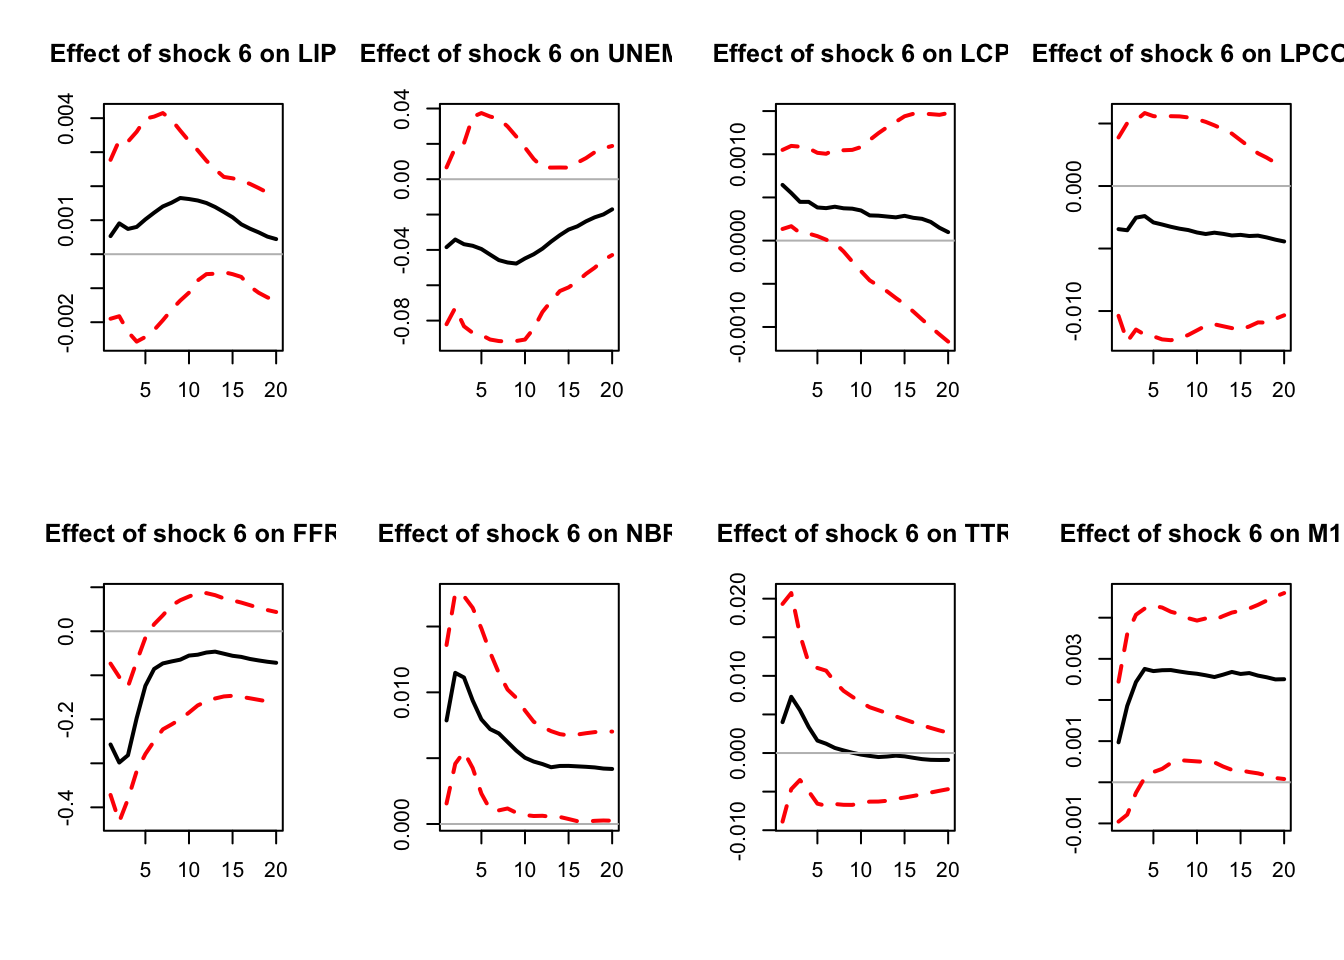 Effect of shock 6 on LIP
Effect of shock 6 on UNEM
Effect of shock 6 on LCP
Effect of shock 6 on LPCO
0.004
0.001
-0.002
5 10 15 20
0.04
0.00
-0.04
-0.08
5 10 15 20
0.0010
0.0000
-0.0010
5 10 15 20
0.000
-0.010
5 10 15 20
Effect of shock 6 on FFR
Effect of shock 6 on NBR
Effect of shock 6 on TTR
Effect of shock 6 on M1
0.0
-0.2
-0.4
5 10 15 20
0.010
0.000
5 10 15 20
0.020
0.010
0.000
-0.010
5 10 15 20
0.003
0.001
-0.001
5 10 15 20